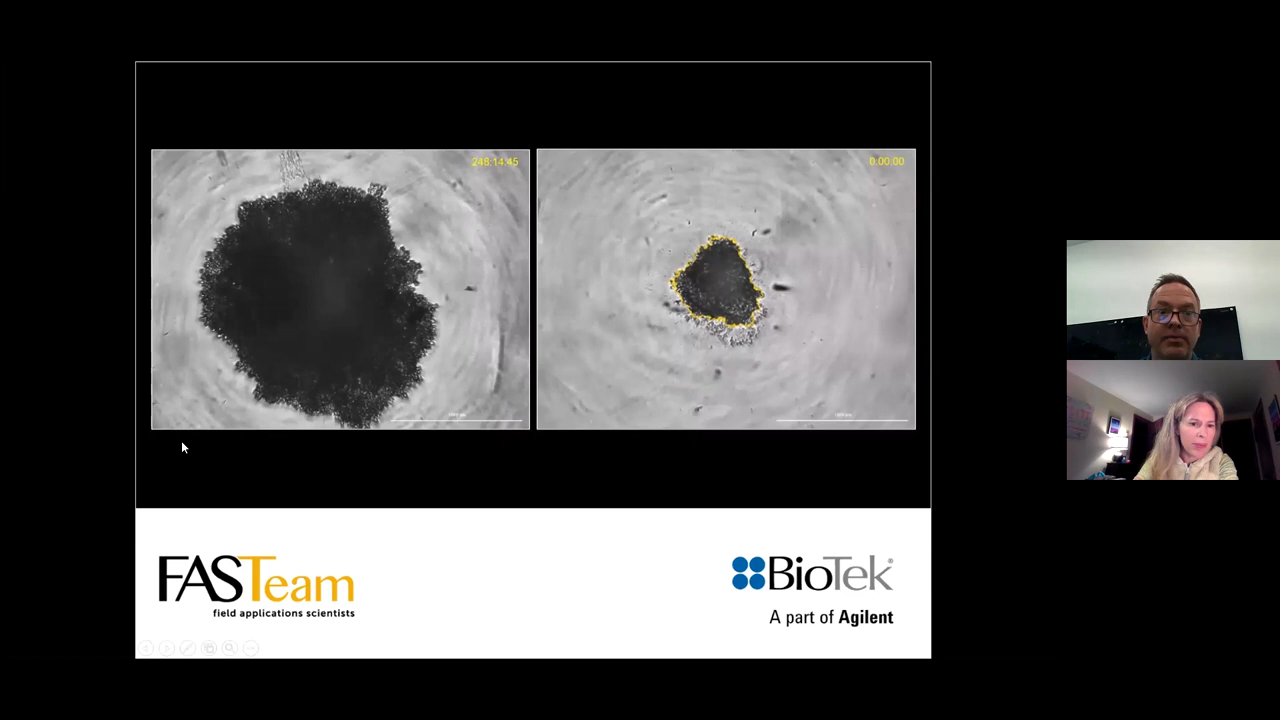 248:14:45
0:00:00
FASTeam
field applications scientists
BioTek®
A part of Agilent